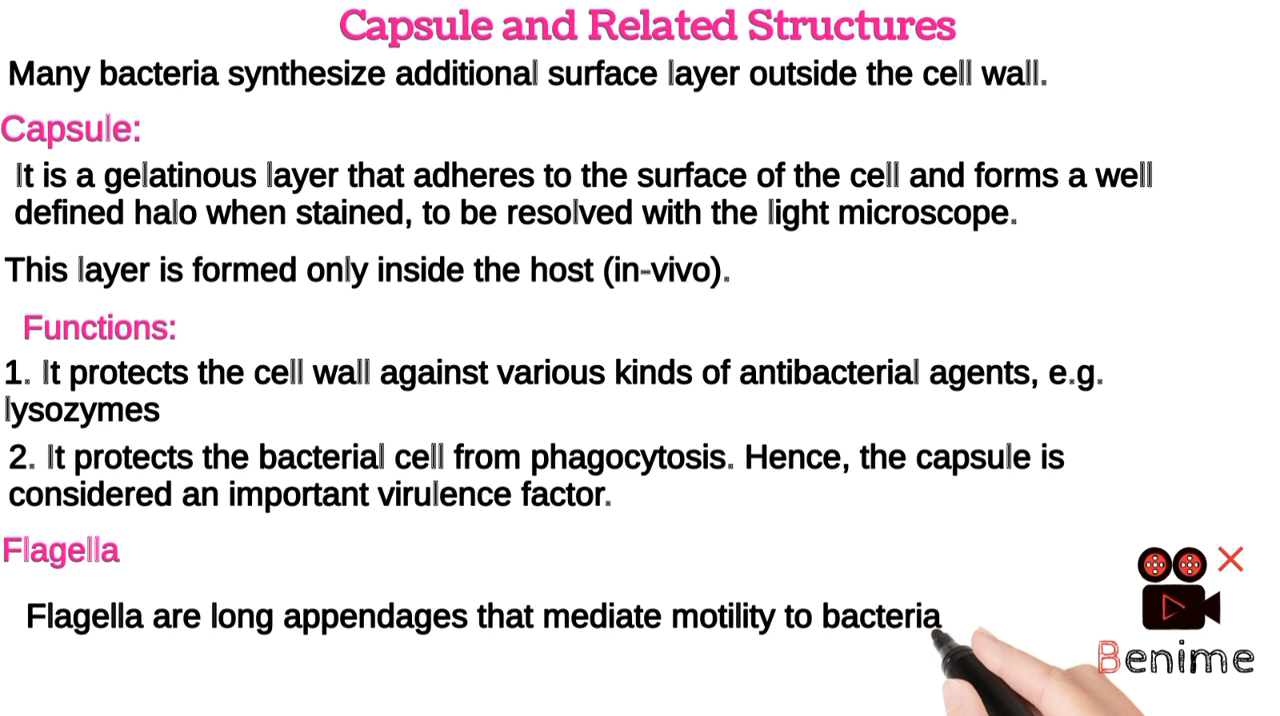 Capsule and Related Structures
Many bacteria synthesize additional surface layer outside the cell wall.
Capsule:
It is a gelatinous layer that adheres to the surface of the cell and forms a well
defined halo when stained, to be resolved with the light microscope.
This layer is formed only inside the host (in-vivo).
Functions:
1. It protects the cell wall against various kinds of antibacterial agents, e.g.
lysozymes
2. It protects the bacterial cell from phagocytosis. Hence, the capsule is
considered an important virulence factor.
Flagella
Flagella are long appendages that mediate motility to bacteria
Benime